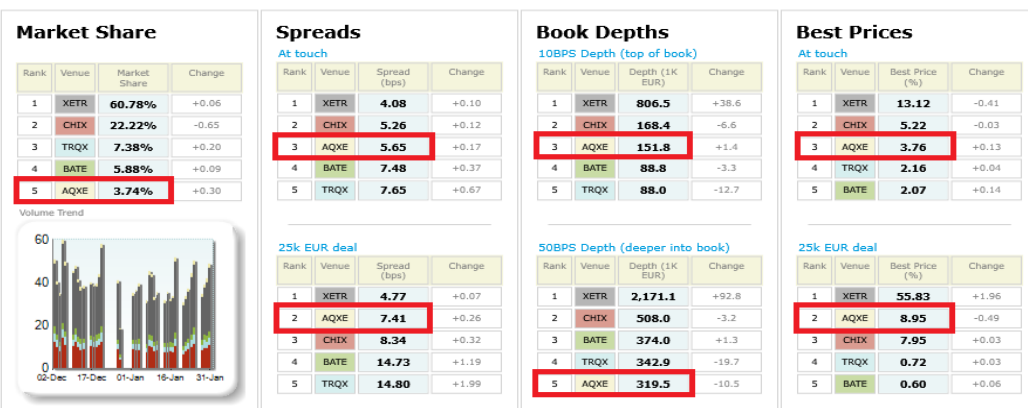 Market Share
Rank Venue Market Share Change
1 XETR 60.78% +0.06
2 CHIX 22.22% -0.65
3 TRQX 7.38% +0.20
4 BATE 5.88% +0.09
5 AQXE 3.74% +0.30
Volume Trend
60
40
20
0
02-Dec 17-Dec 01-Jan 16-Jan 31-Jan
Spreads
At touch
Rank Venue Spread (bps) Change
1 XETR 4.08 +0.10
2 CHIX 5.26 +0.12
3 AQXE 5.65 +0.17
4 BATE 7.48 +0.37
5 TRQX 7.65 +0.67
25k EUR deal
Rank Venue Spread (bps) Change
1 XETR 4.77 +0.07
2 AQXE 7.41 +0.26
3 CHIX 8.34 +0.32
4 BATE 14.73 +1.19
5 TRQX 14.80 +1.99
Book Depths
10BPS Depth (top of book)
Rank Venue Depth (1K EUR) Change
1 XETR 806.5 +38.6
2 CHIX 168.4 -6.6
3 AQXE 151.8 +1.4
4 BATE 88.8 -3.3
5 TRQX 88.0 -12.7
50BPS Depth (deeper into book)
Rank Venue Depth (1K EUR) Change
1 XETR 2,171.1 +92.8
2 CHIX 508.0 -3.2
3 BATE 374.0 +1.3
4 TRQX 342.9 -19.7
5 AQXE 319.5 -10.5
Best Prices
At touch
Rank Venue Best Price (%) Change
1 XETR 13.12 -0.41
2 CHIX 5.22 -0.03
3 AQXE 3.76 +0.13
4 TRQX 2.16 +0.04
5 BATE 2.07 +0.14
25k EUR deal
Rank Venue Best Price (%) Change
1 XETR 55.83 +1.96
2 AQXE 8.95 -0.49
3 CHIX 7.95 +0.03
4 TRQX 0.72 +0.03
5 BATE 0.60 +0.06